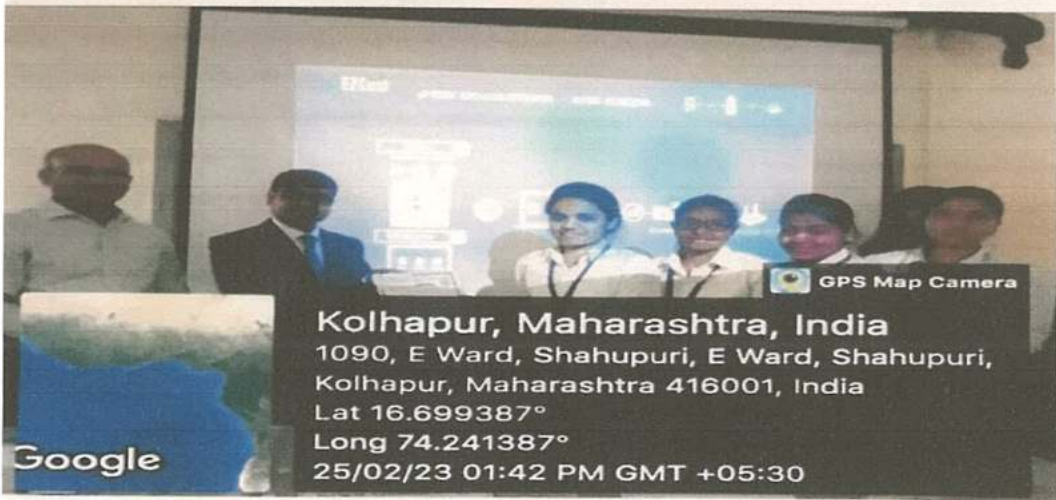 EZCast
GPS Map Camera
Kolhapur, Maharashtra, India
1090, E Ward, Shahupuri, E Ward, Shahupuri,
Kolhapur, Maharashtra 416001, India
Lat 16.699387°
Long 74.241387°
25/02/23 01:42 PM GMT +05:30
Google